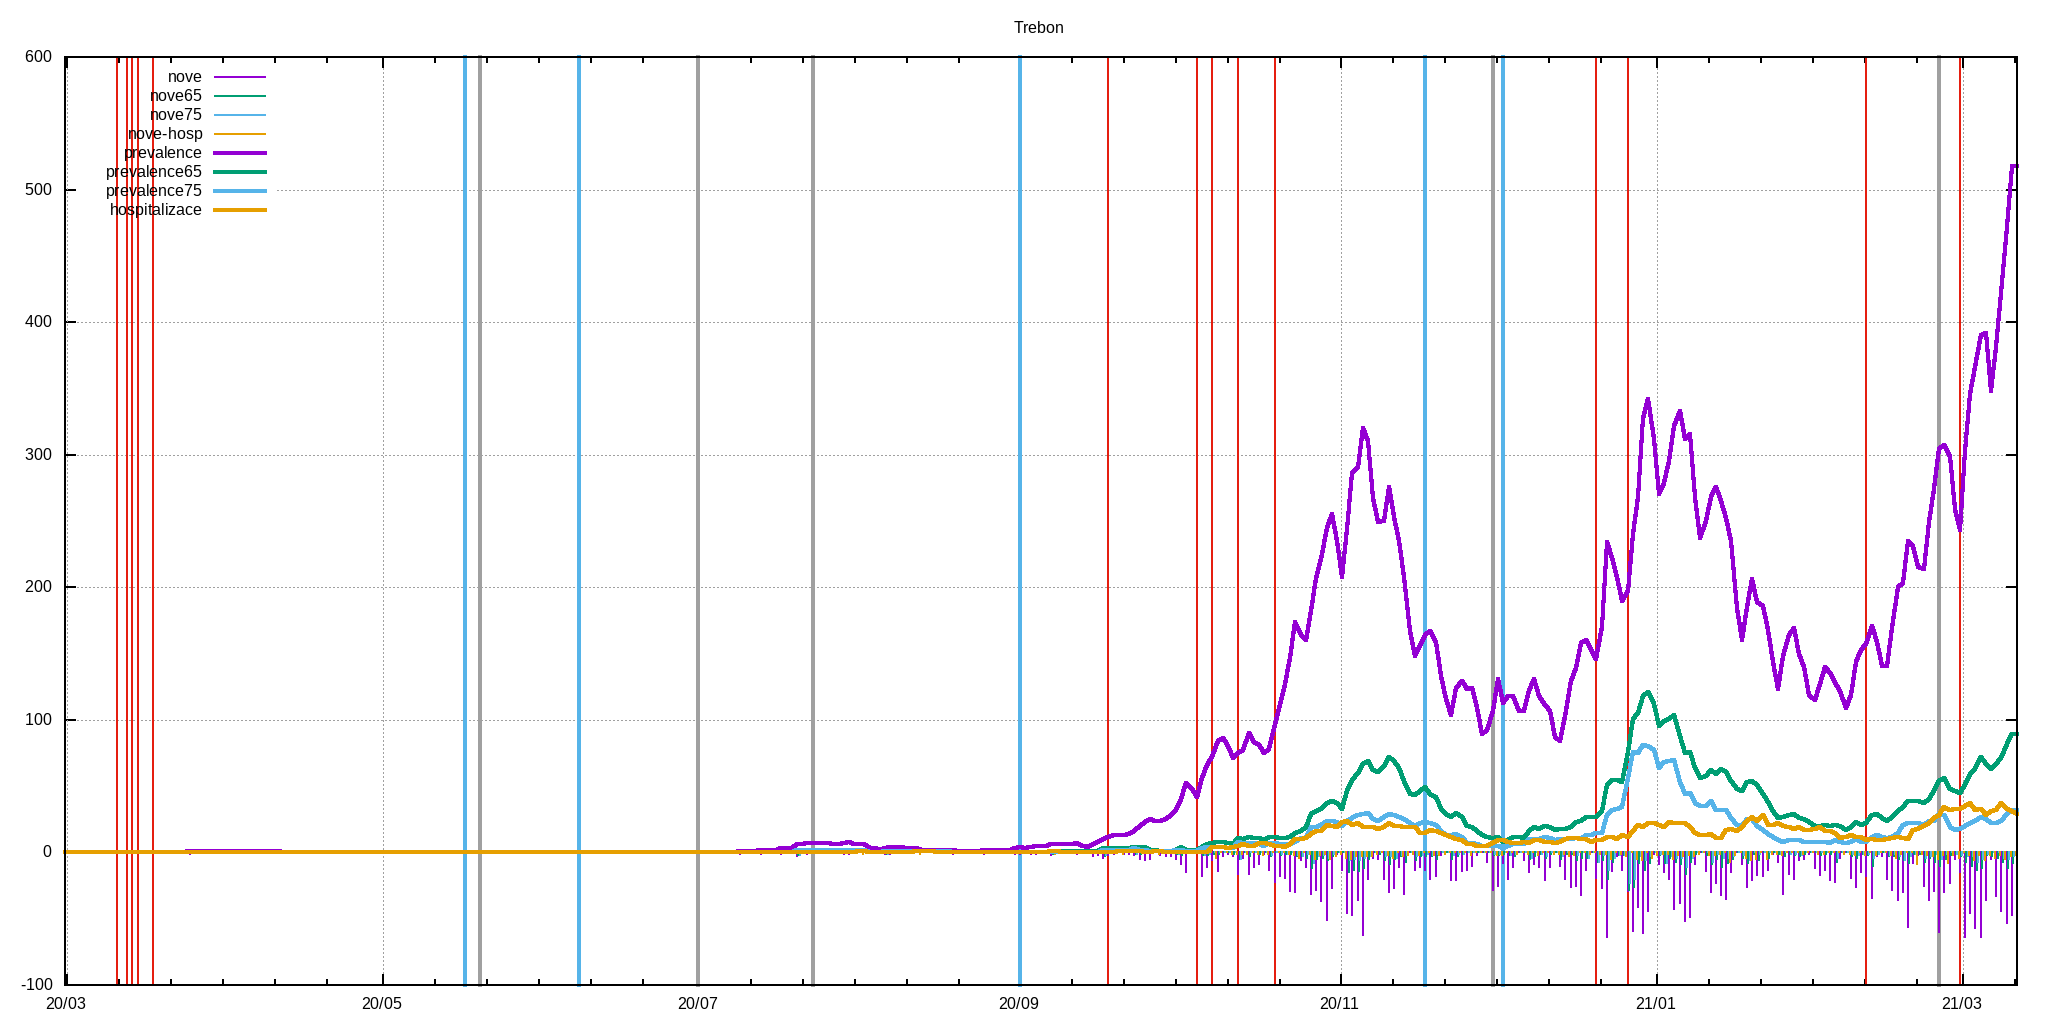 Trebon
600
500
400
300
200
100
0
-100
nove
nove65
nove75
nove-hosp
prevalence
prevalence65
prevalence75
hospitalizace
20/03 20/05 20/07 20/09 20/11 21/01 21/03